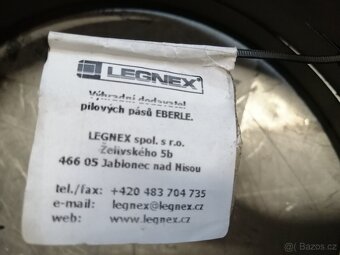 LEGNEX®
Výhradní dodavatel
pilových pásů EBERLE.
LEGNEX spol. s r.o.
Želivského 5b
466 05 Jablonec nad Nisou
tel./fax: +420 483 704 735
e-mail: legnex@legnex.cz
web: www.legnex.cz
Bazoš.cz